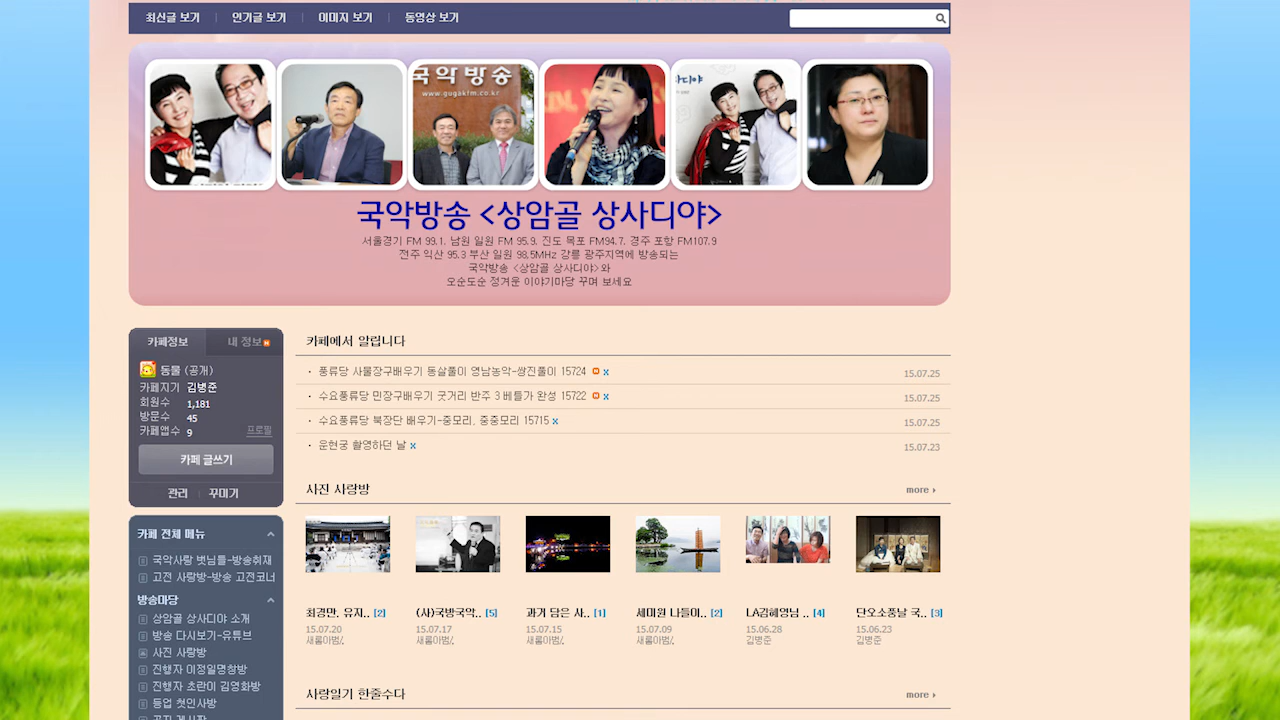 최신글 보기 | 인기글 보기 | 이미지 보기 | 동영상 보기
국악방송
www.gugakfm.co.kr
국악방송 <상암골 상사디야>
서울경기 FM 99.1. 남원 일원 FM 95.9. 진도 목포 FM94.7. 경주 포항 FM107.9
전주 익산 95.3 부산 일원 98.5MHz 강릉 광주지역에 방송되는
국악방송 <상암골 상사디야>와
오순도순 정겨운 이야기마당 꾸며 보세요
카페정보 내 정보
동물 (공개)
카페지기 김병준
회원수 1,181
방문수 45
카페앱수 9 프로필
카페 글쓰기
관리 | 꾸미기
카페 전체 메뉴
국악사랑 벗님들-방송취재
고전 사랑방-방송 고전코너
방송마당
상암골 상사디야 소개
방송 다시보기-유튜브
사진 사랑방
진행자 이정일명창방
진행자 초란이 김영화방
등업 첫인사방
카페에서 알립니다
· 풍류당 사물장구배우기 동살풀이 영남농악-쌍진풀이 15724 15.07.25
· 수요풍류당 민장구배우기 굿거리 반주 3 베틀가 완성 15722 15.07.25
· 수요풍류당 북장단 배우기-중모리, 중중모리 15715 15.07.25
· 운현궁 촬영하던 날 15.07.23
사진 사랑방 more
최경만, 유지.. [2] (사)국방국악.. [5] 과거 담은 사.. [1] 세미원 나들이.. [2] LA김혜영님 .. [4] 단오소풍날 국.. [3]
15.07.20 15.07.17 15.07.15 15.07.09 15.06.28 15.06.23
새롬아범/. 새롬아범/. 새롬아범/. 새롬아범/. 김병준 김병준
사랑일기 한줄수다 more